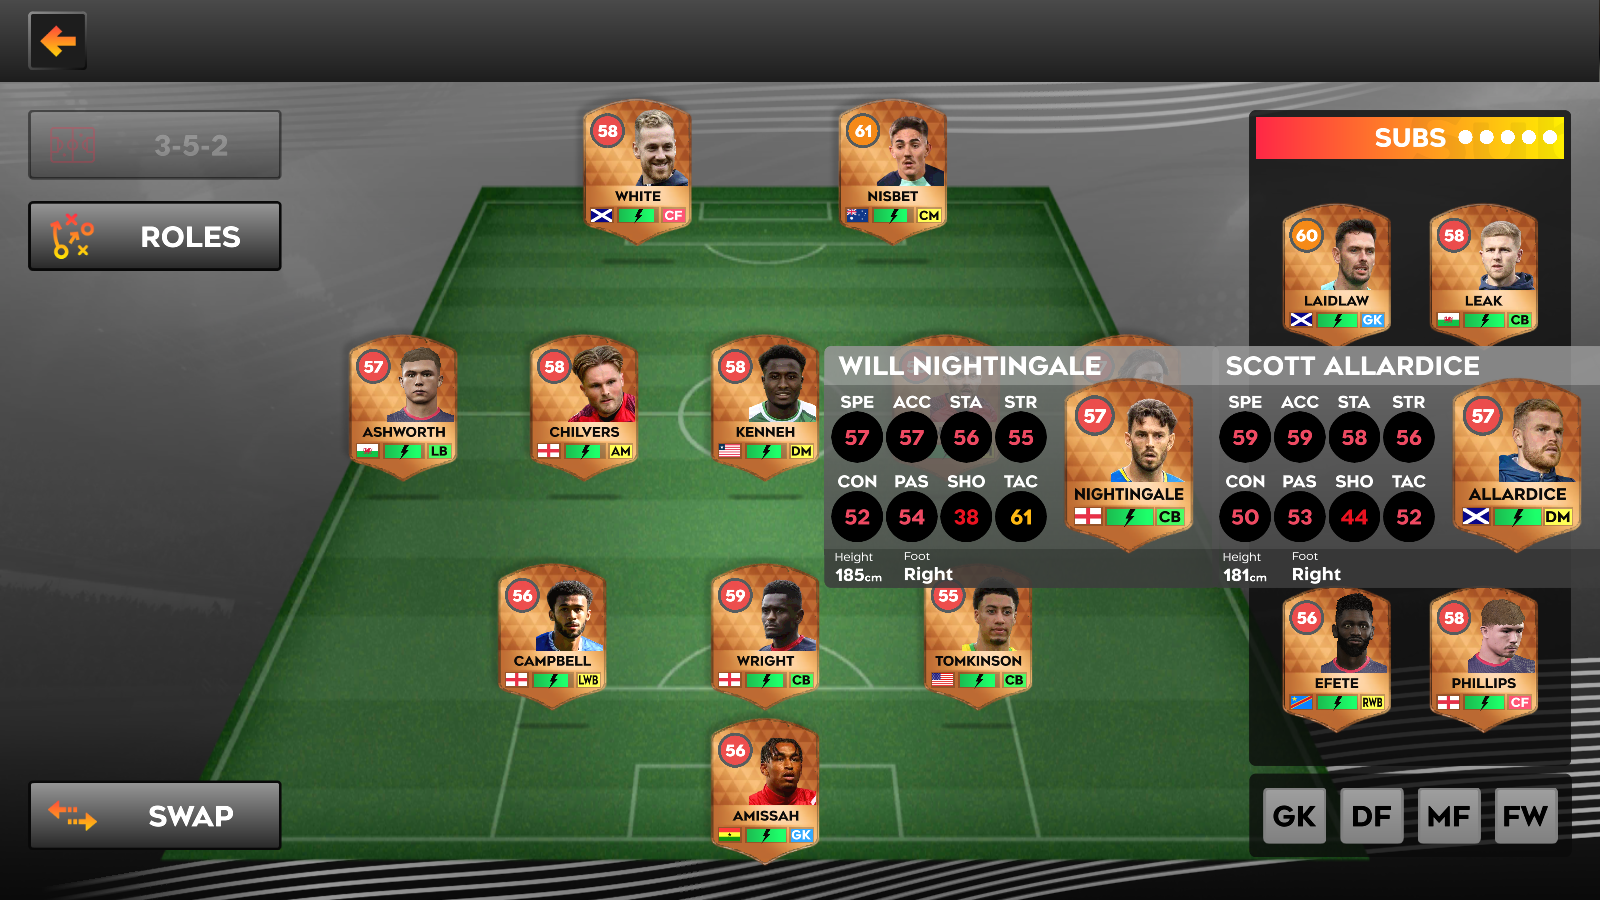 3-5-2
ROLES
SWAP
58
WHITE
CF
61
NISBET
CM
57
ASHWORTH
LB
58
CHILVERS
AM
58
KENNEH
DM
56
CAMPBELL
LWB
59
WRIGHT
CB
55
TOMKINSON
CB
56
AMISSAH
GK
WILL NIGHTINGALE
SPE ACC STA STR
57 57 56 55
CON PAS SHO TAC
52 54 38 61
Height Foot
185cm Right
57
NIGHTINGALE
CB
SCOTT ALLARDICE
SPE ACC STA STR
59 59 58 56
CON PAS SHO TAC
50 53 44 52
Height Foot
181cm Right
57
ALLARDICE
DM
SUBS
60
LAIDLAW
GK
58
LEAK
CB
56
EFETE
RWB
58
PHILLIPS
CF
GK DF MF FW